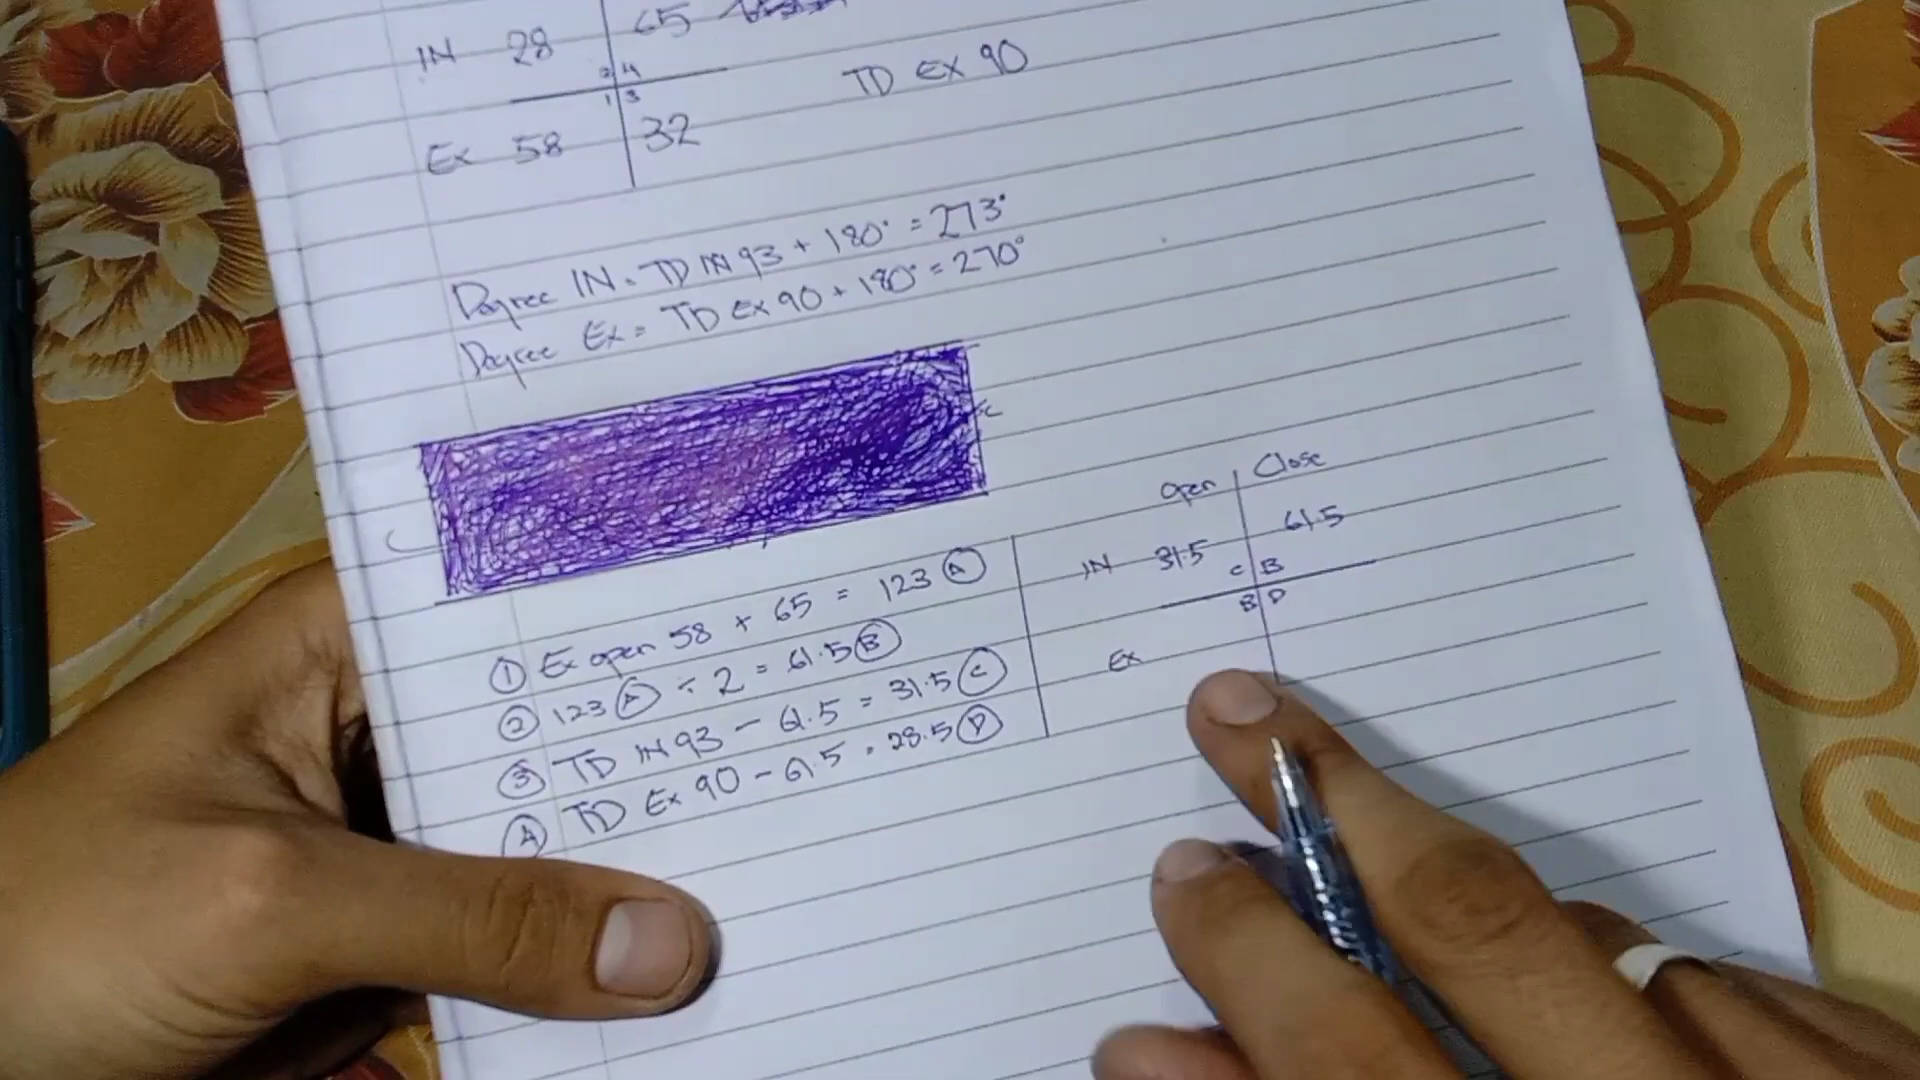 IN 28 65
2 4
TD EX 90
1 3
Ex 58 32
Degree IN = TD IN 93 + 180° = 273°
Degree Ex = TD EX 90 + 180° = 270°
Open Close
IN 31.5 61.5
C B
B D
Ex
① Ex open 58 + 65 = 123 Ⓐ
② 123 Ⓐ ÷ 2 = 61.5 Ⓑ
③ TD IN 93 - 61.5 = 31.5 Ⓒ
④ TD Ex 90 - 61.5 = 28.5 Ⓓ